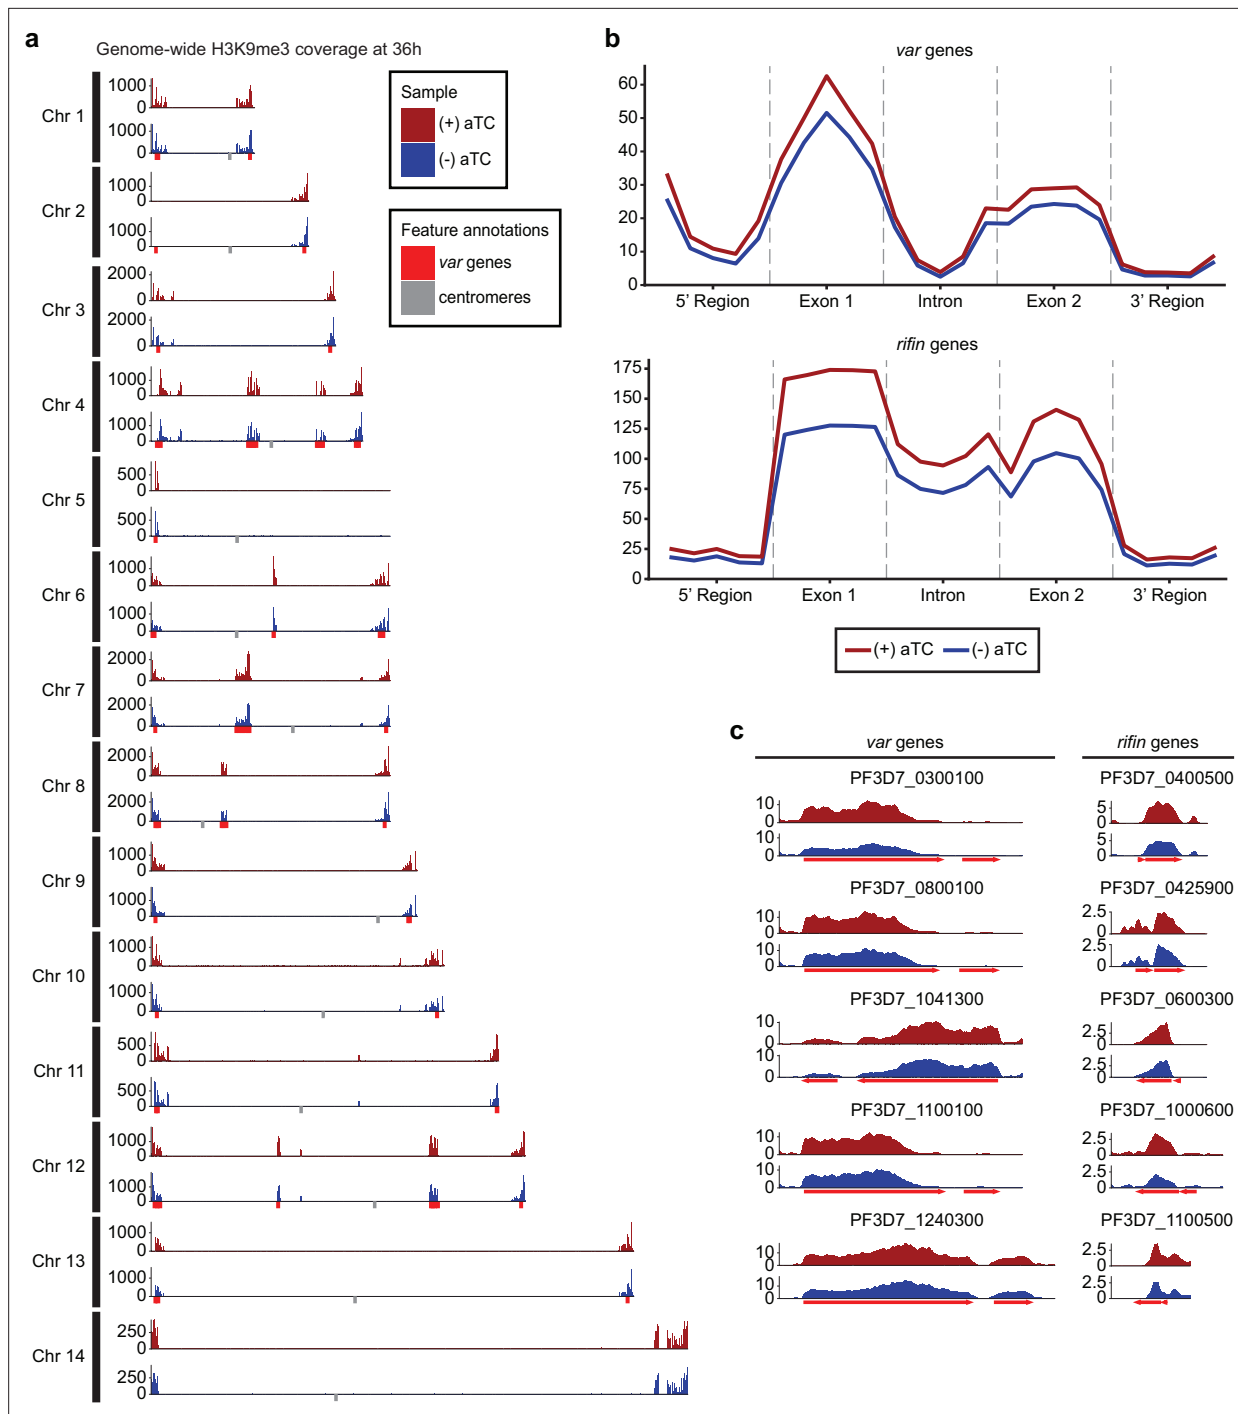 a
Genome-wide H3K9me3 coverage at 36h
Chr 1
1000
0
1000
0
Chr 2
1000
0
1000
0
Chr 3
2000
0
2000
0
Chr 4
1000
0
1000
0
Chr 5
500
0
500
0
Chr 6
1000
0
1000
0
Chr 7
2000
0
2000
0
Chr 8
2000
0
2000
0
Chr 9
1000
0
1000
0
Chr 10
1000
0
1000
0
Chr 11
500
0
500
0
Chr 12
1000
0
1000
0
Chr 13
1000
0
1000
0
Chr 14
250
0
250
0
Sample
(+) aTC
(-) aTC
Feature annotations
var genes
centromeres
b
var genes
60
50
40
30
20
10
0
5’ Region Exon 1 Intron Exon 2 3’ Region
rifin genes
175
150
125
100
75
50
25
0
5’ Region Exon 1 Intron Exon 2 3’ Region
(+) aTC (-) aTC
c
var genes
PF3D7_0300100
10
0
10
0
PF3D7_0800100
10
0
10
0
PF3D7_1041300
10
0
10
0
PF3D7_1100100
10
0
10
0
PF3D7_1240300
10
0
10
0
rifin genes
PF3D7_0400500
5
0
5
0
PF3D7_0425900
2.5
0
2.5
0
PF3D7_0600300
2.5
0
2.5
0
PF3D7_1000600
2.5
0
2.5
0
PF3D7_1100500
2.5
0
2.5
0